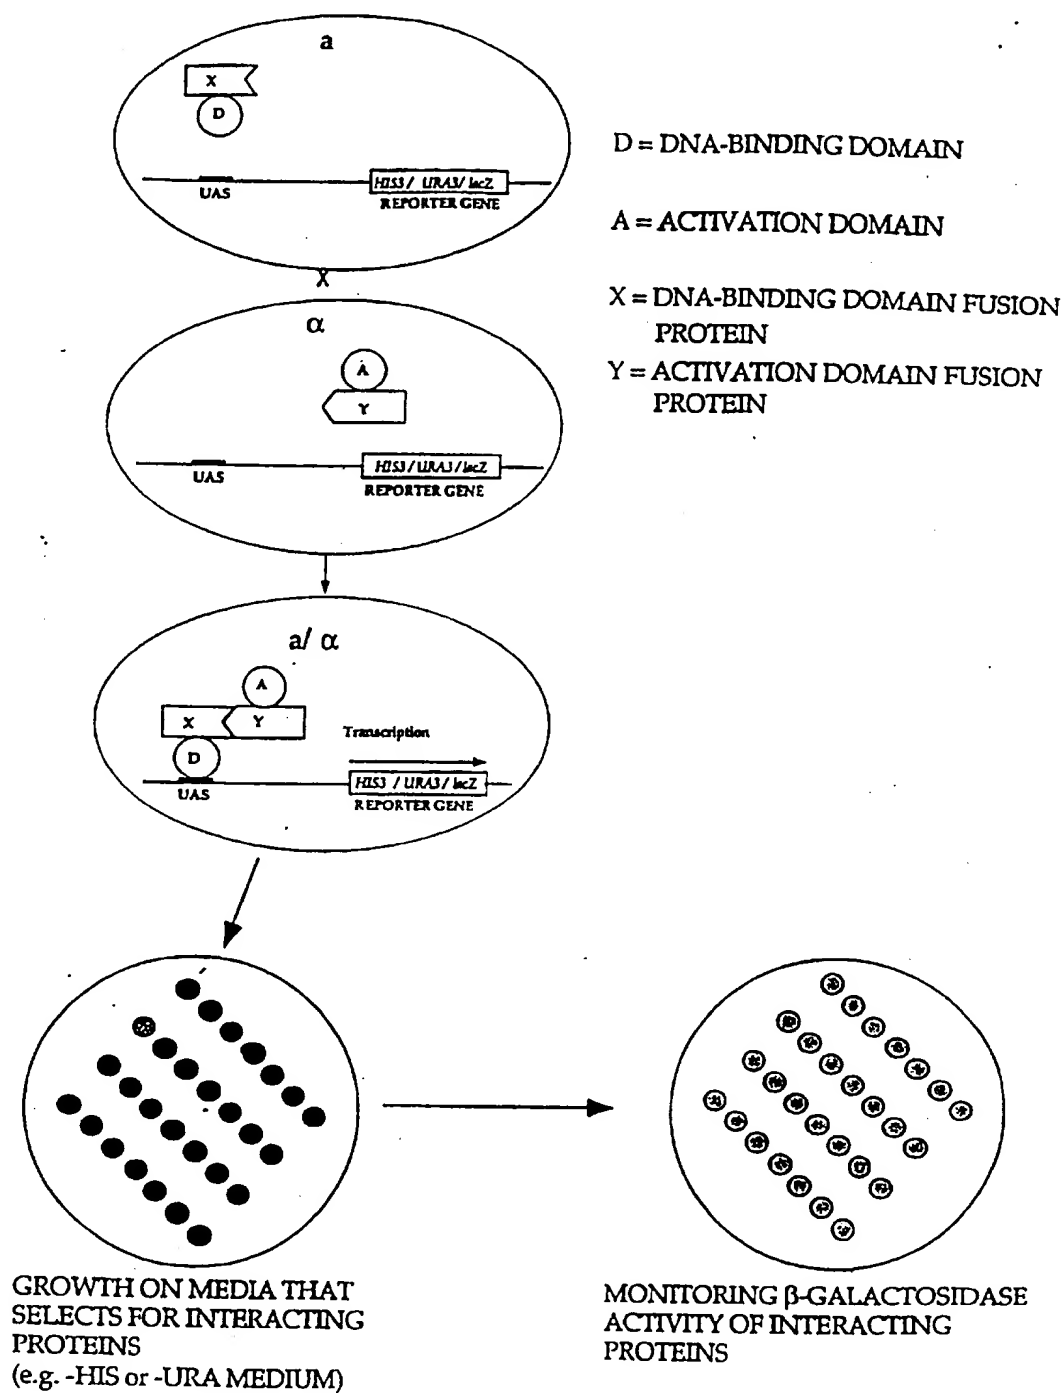 a
X
D
UAS
HIS3 / URA3 / lacZ
REPORTER GENE
D = DNA-BINDING DOMAIN
A = ACTIVATION DOMAIN
X = DNA-BINDING DOMAIN FUSION
PROTEIN
Y = ACTIVATION DOMAIN FUSION
PROTEIN
X
α
A
Y
UAS
HIS3 / URA3 / lacZ
REPORTER GENE
a/ α
A
X
Y
D
Transcription
UAS
HIS3 / URA3 / lacZ
REPORTER GENE
GROWTH ON MEDIA THAT
SELECTS FOR INTERACTING
PROTEINS
(e.g. -HIS or -URA MEDIUM)
MONITORING β-GALACTOSIDASE
ACTIVITY OF INTERACTING
PROTEINS